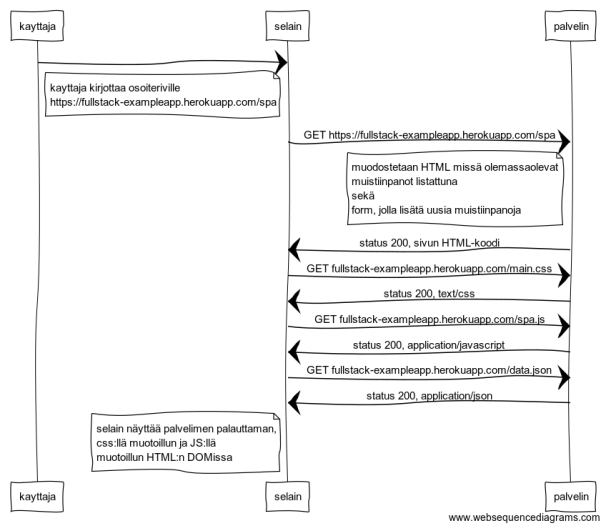 kayttaja
selain
palvelin
kayttaja kirjottaa osoiteriville
https://fullstack-exampleapp.herokuapp.com/spa
GET https://fullstack-exampleapp.herokuapp.com/spa
muodostetaan HTML missä olemassaolevat
muistiinpanot listattuna
sekä
form, jolla lisätä uusia muistiinpanoja
status 200, sivun HTML-koodi
GET fullstack-exampleapp.herokuapp.com/main.css
status 200, text/css
GET fullstack-exampleapp.herokuapp.com/spa.js
status 200, application/javascript
GET fullstack-exampleapp.herokuapp.com/data.json
status 200, application/json
selain näyttää palvelimen palauttaman,
css:llä muotoillun ja JS:llä
muotoillun HTML:n DOMissa
kayttaja
selain
palvelin
www.websequencediagrams.com